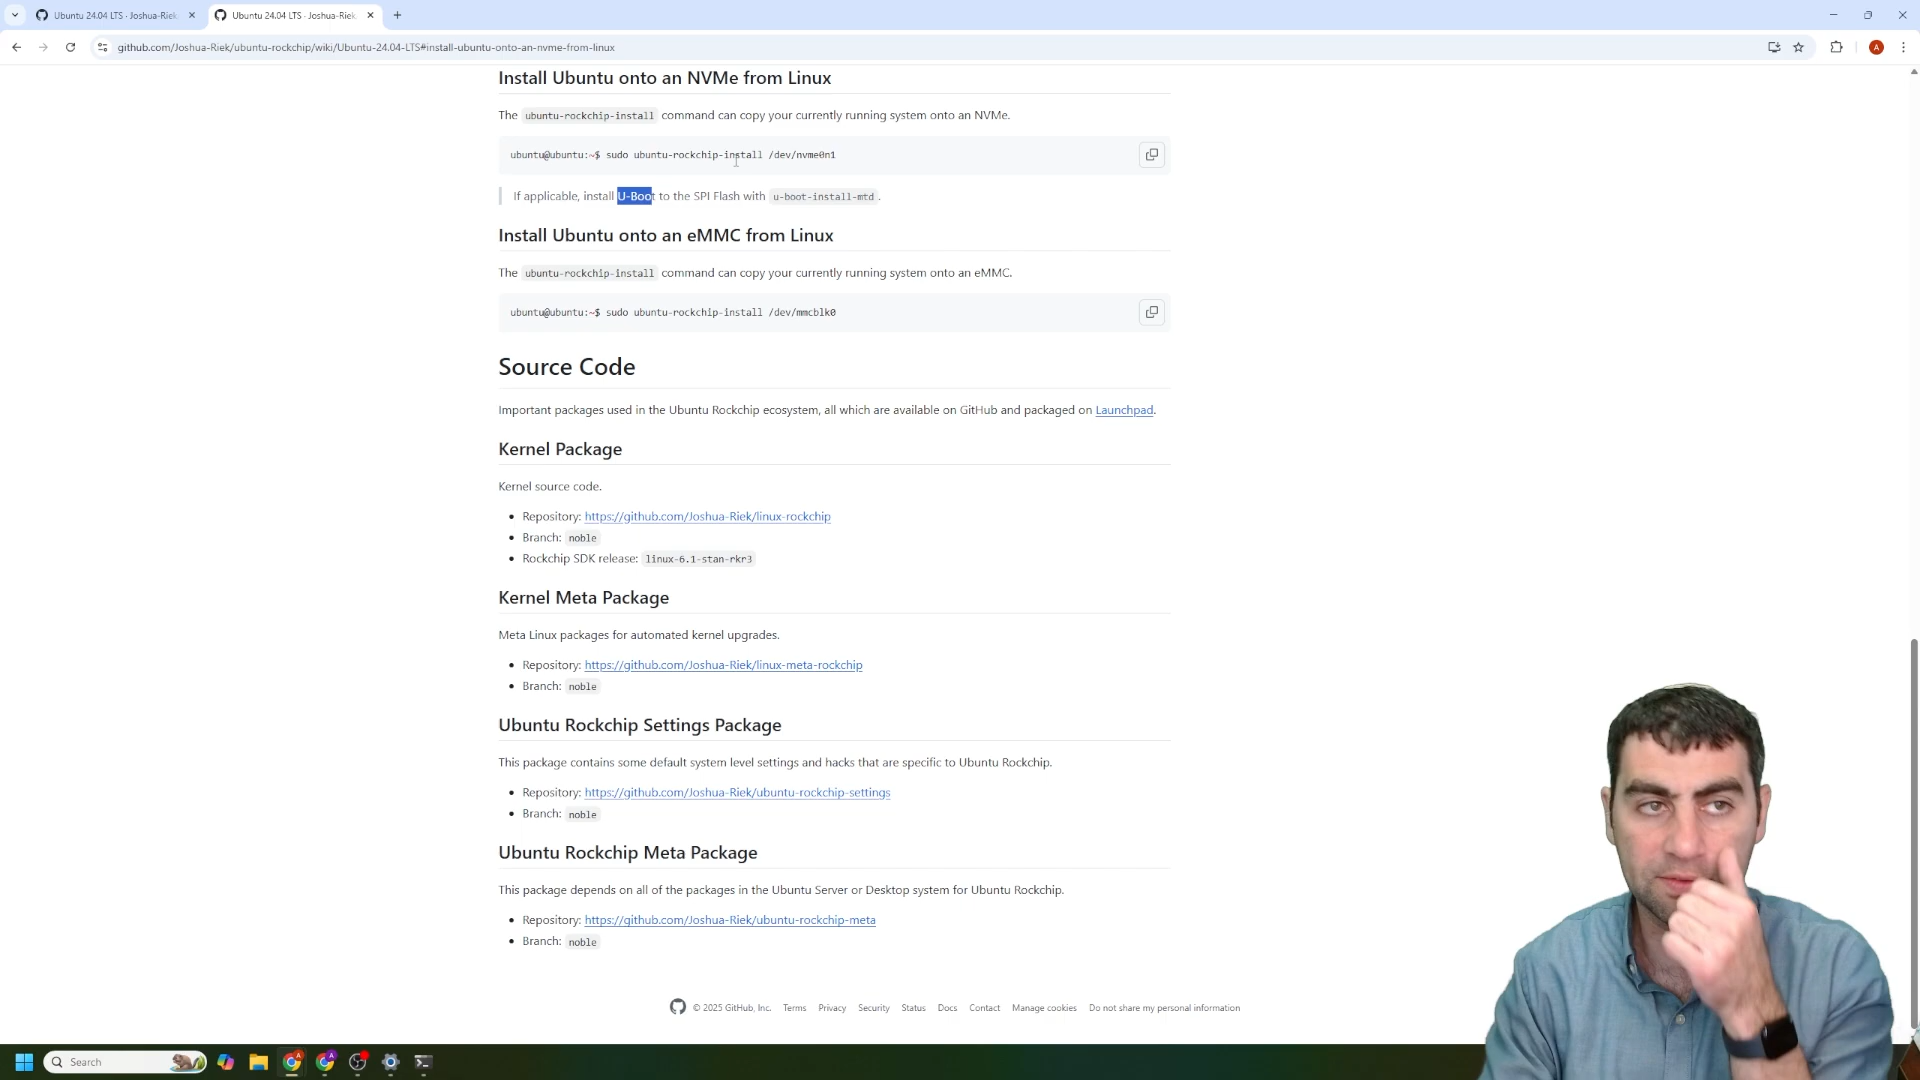 Ubuntu 24.04 LTS · Joshua-Riek
Ubuntu 24.04 LTS · Joshua-Riek
github.com/Joshua-Riek/ubuntu-rockchip/wiki/Ubuntu-24.04-LTS#install-ubuntu-onto-an-nvme-from-linux
A
Install Ubuntu onto an NVMe from Linux
The ubuntu-rockchip-install command can copy your currently running system onto an NVMe.
ubuntu@ubuntu:~$ sudo ubuntu-rockchip-install /dev/nvme0n1
If applicable, install U-Boot to the SPI Flash with u-boot-install-mtd.
Install Ubuntu onto an eMMC from Linux
The ubuntu-rockchip-install command can copy your currently running system onto an eMMC.
ubuntu@ubuntu:~$ sudo ubuntu-rockchip-install /dev/mmcblk0
Source Code
Important packages used in the Ubuntu Rockchip ecosystem, all which are available on GitHub and packaged on Launchpad.
Kernel Package
Kernel source code.
• Repository: https://github.com/Joshua-Riek/linux-rockchip
• Branch: noble
• Rockchip SDK release: linux-6.1-stan-rkr3
Kernel Meta Package
Meta Linux packages for automated kernel upgrades.
• Repository: https://github.com/Joshua-Riek/linux-meta-rockchip
• Branch: noble
Ubuntu Rockchip Settings Package
This package contains some default system level settings and hacks that are specific to Ubuntu Rockchip.
• Repository: https://github.com/Joshua-Riek/ubuntu-rockchip-settings
• Branch: noble
Ubuntu Rockchip Meta Package
This package depends on all of the packages in the Ubuntu Server or Desktop system for Ubuntu Rockchip.
• Repository: https://github.com/Joshua-Riek/ubuntu-rockchip-meta
• Branch: noble
© 2025 GitHub, Inc. Terms Privacy Security Status Docs Contact Manage cookies Do not share my personal information
Search